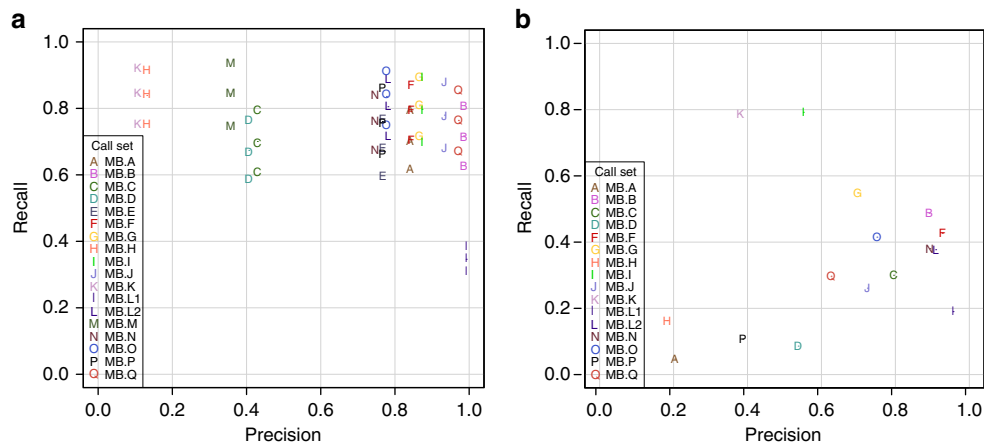 a
b
1.0
0.8
0.6
0.4
0.2
0.0
Recall
0.0 0.2 0.4 0.6 0.8 1.0
Precision
Call set
A MB.A
B MB.B
C MB.C
D MB.D
E MB.E
F MB.F
G MB.G
H MB.H
I MB.I
J MB.J
K MB.K
I MB.L1
L MB.L2
M MB.M
N MB.N
O MB.O
P MB.P
Q MB.Q
1.0
0.8
0.6
0.4
0.2
0.0
Recall
0.0 0.2 0.4 0.6 0.8 1.0
Precision
Call set
A MB.A
B MB.B
C MB.C
D MB.D
F MB.F
G MB.G
H MB.H
I MB.I
J MB.J
K MB.K
I MB.L1
L MB.L2
N MB.N
O MB.O
P MB.P
Q MB.Q